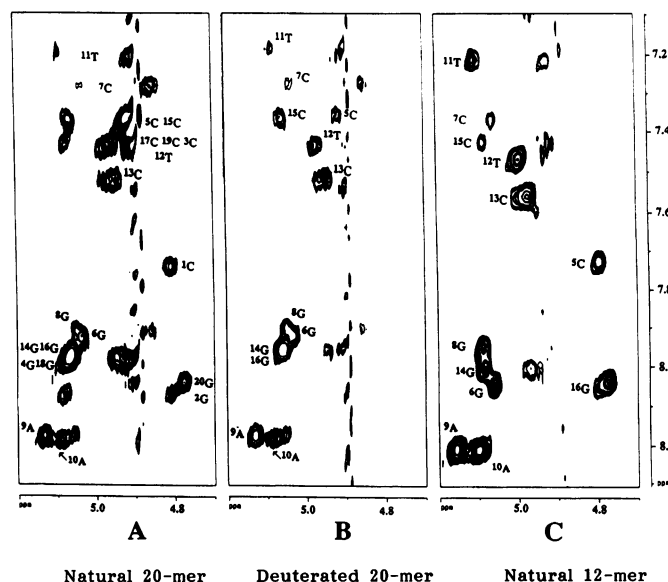 11T
7C
5C 15C
17C 19C 3C
12T
13C
1C
8G
6G
14G 16G
4G 18G
20G
2G
9A
10A
5.0 4.8
A
Natural 20-mer
11T
7C
15C 5C
12T
13C
8G
6G
14G
16G
9A
10A
5.0 4.8
B
Deuterated 20-mer
11T
7C
15C
12T
13C
5C
8G
14G
6G
16G
9A
10A
7.2
7.4
7.6
7.8
8.
8.
ppm
5.0 4.8
C
Natural 12-mer